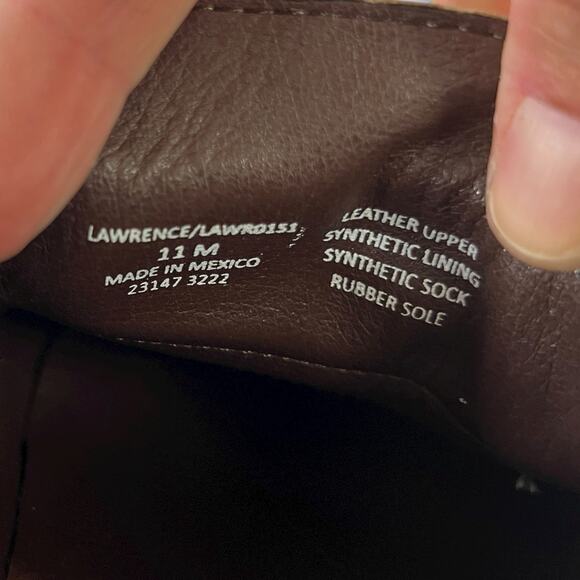 LAWRENCE/LAWR0151
11 M
MADE IN MEXICO
23147 3222
LEATHER UPPER
SYNTHETIC LINING
SYNTHETIC SOCK
RUBBER SOLE